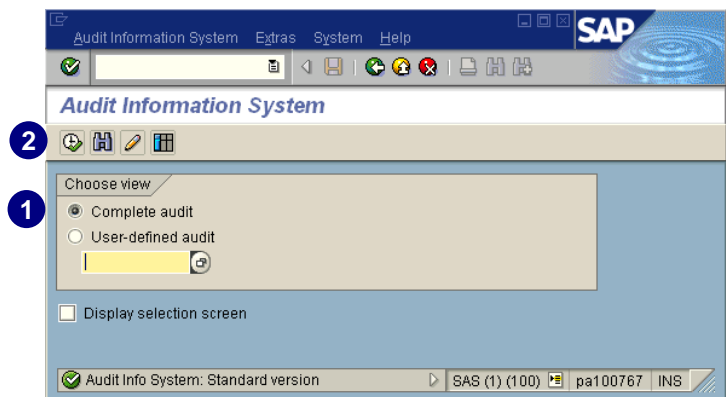 Audit Information System Extras System Help
SAP
Audit Information System
2
Choose view
1
Complete audit
User-defined audit
Display selection screen
Audit Info System: Standard version
SAS (1) (100)
pa100767
INS